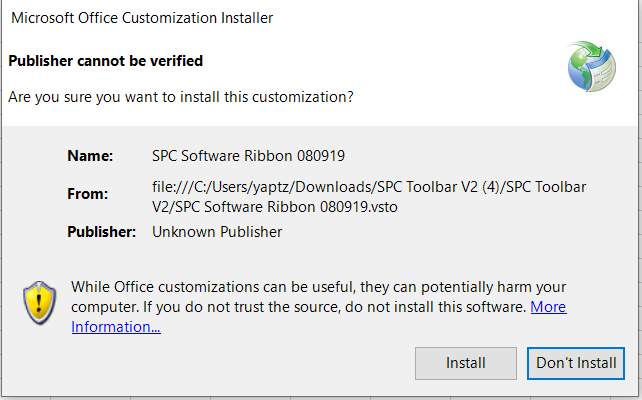 Microsoft Office Customization Installer
Publisher cannot be verified
Are you sure you want to install this customization?
Name: SPC Software Ribbon 080919
From: file:///C:/Users/yaptz/Downloads/SPC Toolbar V2 (4)/SPC Toolbar
V2/SPC Software Ribbon 080919.vsto
Publisher: Unknown Publisher
While Office customizations can be useful, they can potentially harm your
computer. If you do not trust the source, do not install this software. More
Information...
Install Don't Install